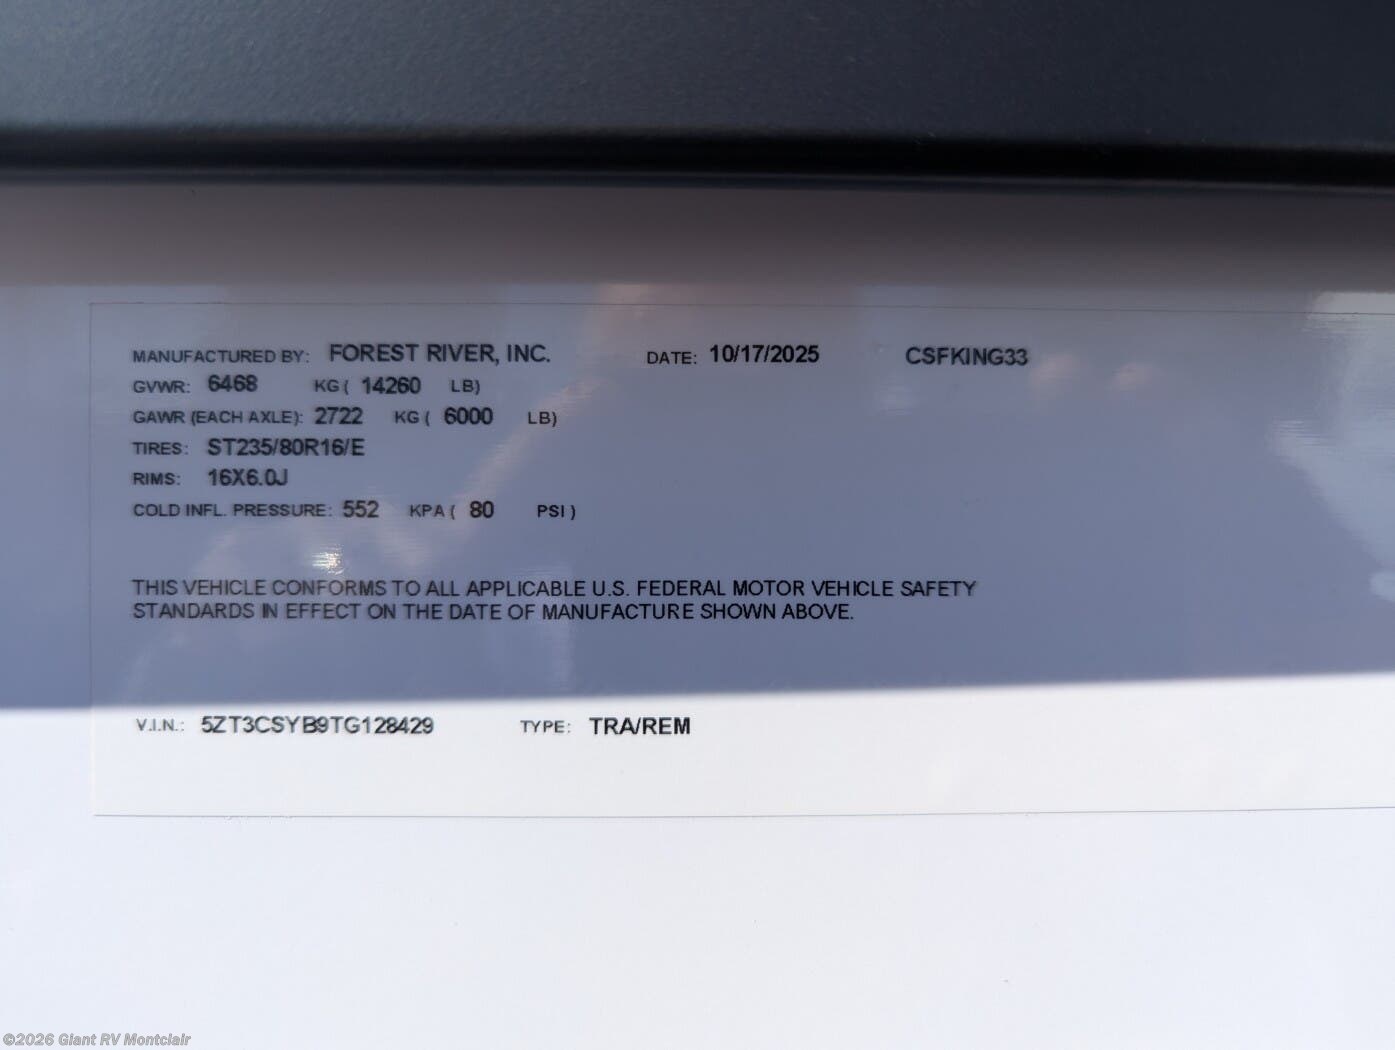 MANUFACTURED BY: FOREST RIVER, INC. DATE: 10/17/2025 CSFKING33
GVWR: 6468 KG ( 14260 LB)
GAWR (EACH AXLE): 2722 KG ( 6000 LB)
TIRES: ST235/80R16/E
RIMS: 16X6.0J
COLD INFL. PRESSURE: 552 KPA ( 80 PSI )
THIS VEHICLE CONFORMS TO ALL APPLICABLE U.S. FEDERAL MOTOR VEHICLE SAFETY
STANDARDS IN EFFECT ON THE DATE OF MANUFACTURE SHOWN ABOVE.
V.I.N.: 5ZT3CSYB9TG128429 TYPE: TRA/REM
©2026 Giant RV Montclair